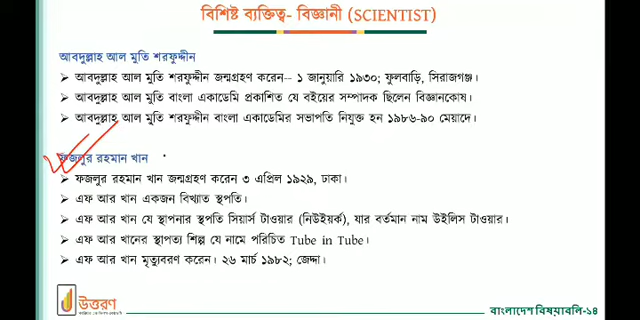 বিশিষ্ট ব্যক্তিত্ব- বিজ্ঞানী (SCIENTIST)
আবদুল্লাহ আল মুতি শরফুদ্দীন
➤ আবদুল্লাহ আল মুতি শরফুদ্দীন জন্মগ্রহণ করেন-- ১ জানুয়ারি ১৯৩০; ফুলবাড়ি, সিরাজগঞ্জ।
➤ আবদুল্লাহ আল মুতি বাংলা একাডেমি প্রকাশিত যে বইয়ের সম্পাদক ছিলেন বিজ্ঞানকোষ।
➤ আবদুল্লাহ আল মুতি শরফুদ্দীন বাংলা একাডেমির সভাপতি নিযুক্ত হন ১৯৮৬-৯০ মেয়াদে।
ফজলুর রহমান খান
➤ ফজলুর রহমান খান জন্মগ্রহণ করেন ৩ এপ্রিল ১৯২৯, ঢাকা।
➤ এফ আর খান একজন বিখ্যাত স্থপতি।
➤ এফ আর খান যে স্থাপনার স্থপতি সিয়ার্স টাওয়ার (নিউইয়র্ক), যার বর্তমান নাম উইলিস টাওয়ার।
➤ এফ আর খানের স্থাপত্য শিল্প যে নামে পরিচিত Tube in Tube।
➤ এফ আর খান মৃত্যুবরণ করেন। ২৬ মার্চ ১৯৮২; জেদ্দা।
উত্তরণ
বাংলাদেশ বিষয়াবলি-১৪